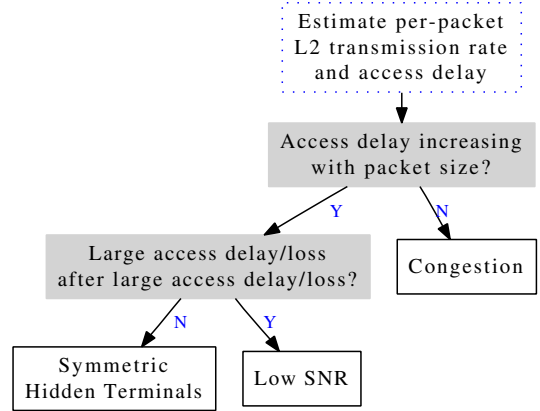 Estimate per-packet
L2 transmission rate
and access delay
Access delay increasing
with packet size?
Y
N
Large access delay/loss
after large access delay/loss?
Congestion
N
Y
Symmetric
Hidden Terminals
Low SNR